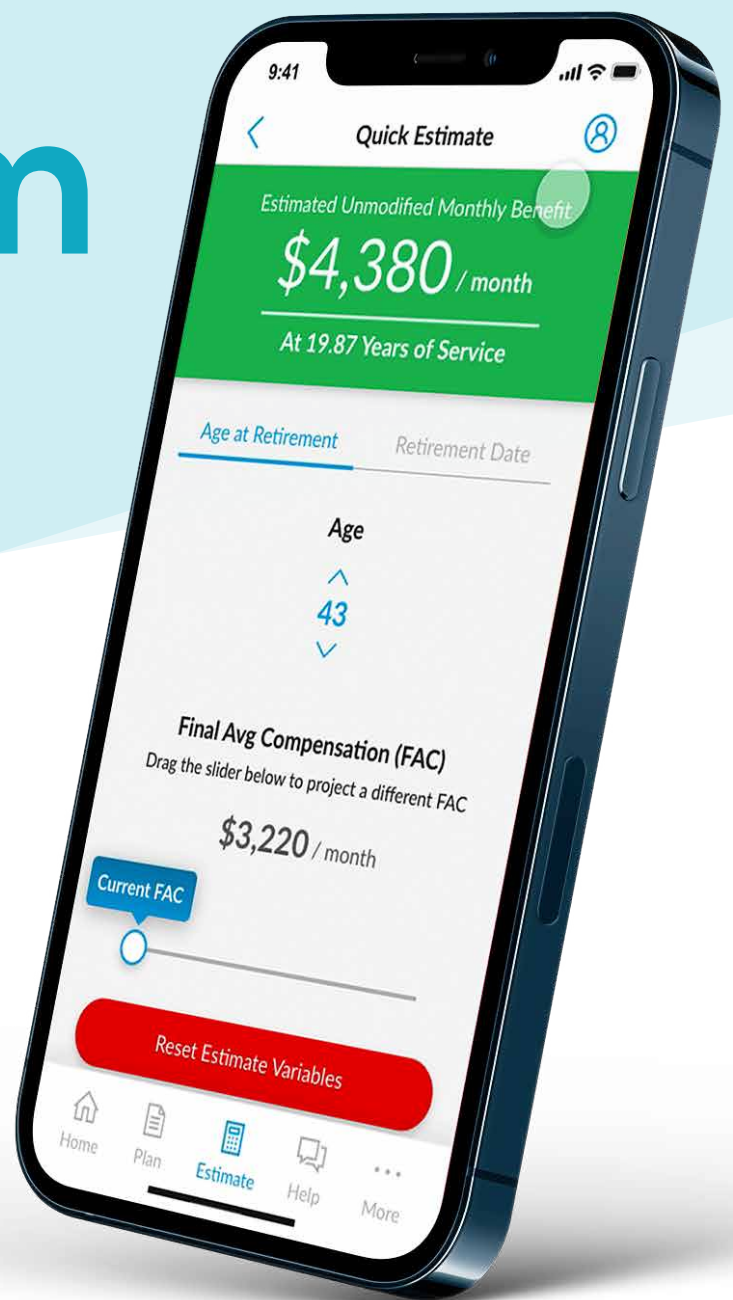 m
9:41
Quick Estimate
Estimated Unmodified Monthly Benefit
$4,380 / month
At 19.87 Years of Service
Age at Retirement
Retirement Date
Age
43
Final Avg Compensation (FAC)
Drag the slider below to project a different FAC
$3,220 / month
Current FAC
Reset Estimate Variables
Home
Plan
Estimate
Help
More